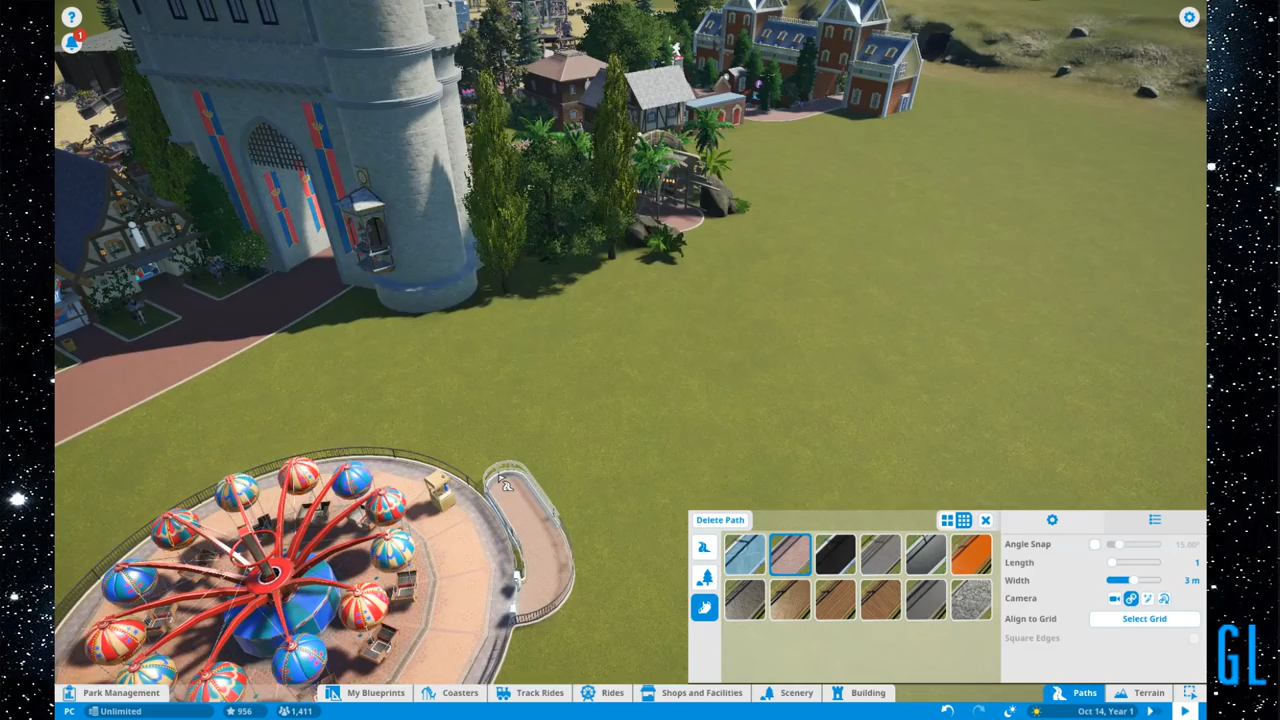 ?
1
Delete Path
Angle Snap 15.00°
Length 1
Width 3 m
Camera
Align to Grid Select Grid
Square Edges
Park Management My Blueprints Coasters Track Rides Rides Shops and Facilities Scenery Building Paths Terrain
PC Unlimited 956 1,411 Oct 14, Year 1
GL